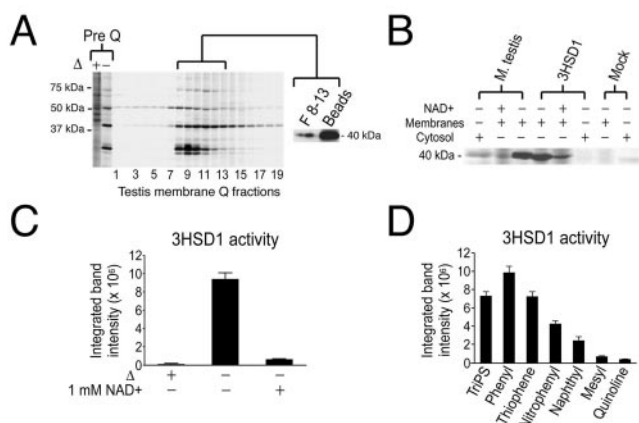 A
Pre Q
Δ + –
75 kDa
50 kDa
37 kDa
1 3 5 7 9 11 13 15 17 19
Testis membrane Q fractions
F 8-13
Beads
- 40 kDa
B
M. testis
3HSD1
Mock
NAD+ – + – – + – – –
Membranes – + + + + – + –
Cytosol + – – – – + – +
40 kDa -
C
3HSD1 activity
Integrated band
intensity (x 10⁶)
12
10
8
6
4
2
0
Δ + – –
1 mM NAD+ – – +
D
3HSD1 activity
Integrated band
intensity (x 10⁶)
12
10
8
6
4
2
0
TriPS
Phenyl
Thiophene
Nitrophenyl
Naphthyl
Mesyl
Quinoline